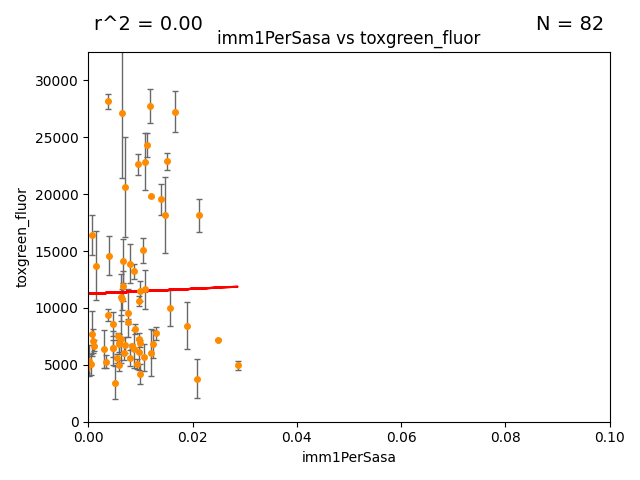 r^2 = 0.00
N = 82
imm1PerSasa vs toxgreen_fluor
toxgreen_fluor
30000
25000
20000
15000
10000
5000
0
0.00 0.02 0.04 0.06 0.08 0.10
imm1PerSasa